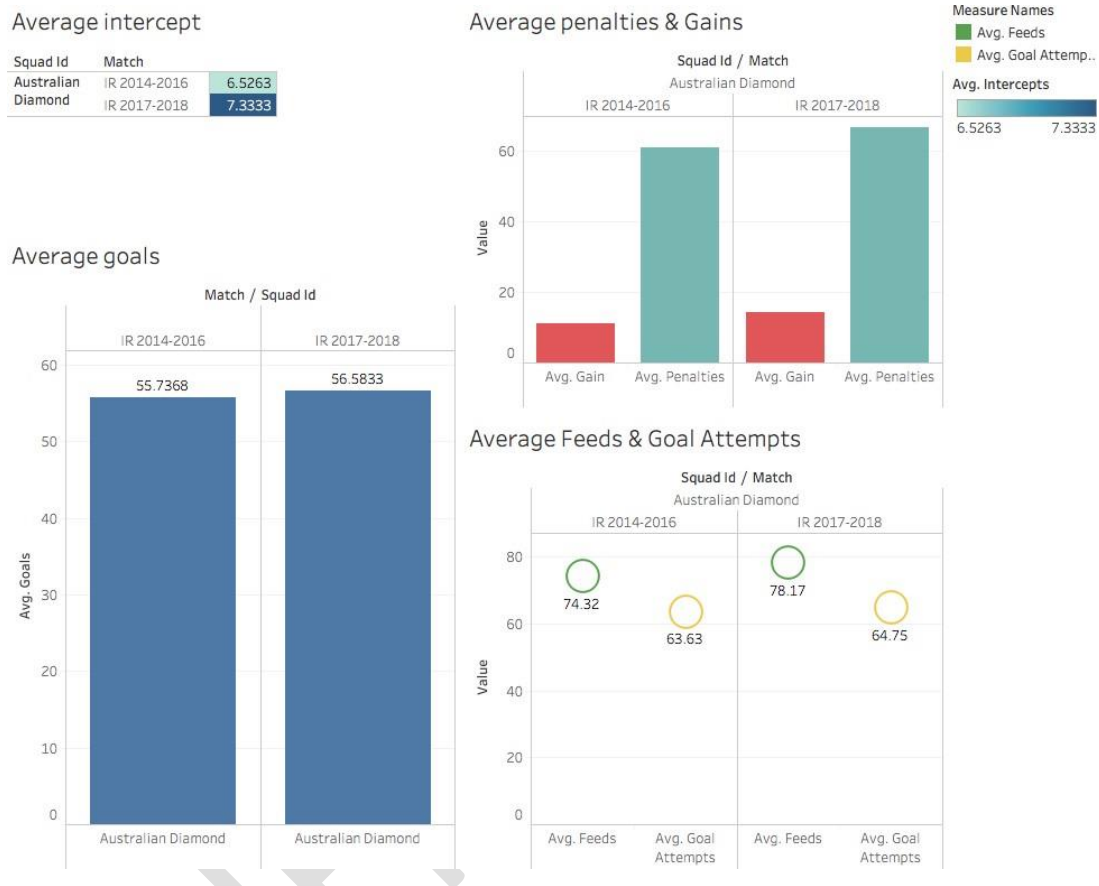 Average intercept
Squad Id Match
Australian Diamond IR 2014-2016 6.5263
IR 2017-2018 7.3333
Average goals
Match / Squad Id
IR 2014-2016 IR 2017-2018
60
55.7368 56.5833
50
40
Avg. Goals
30
20
10
0
Australian Diamond Australian Diamond
Average penalties & Gains
Squad Id / Match
Australian Diamond
IR 2014-2016 IR 2017-2018
60
40
Value
20
0
Avg. Gain Avg. Penalties Avg. Gain Avg. Penalties
Average Feeds & Goal Attempts
Squad Id / Match
Australian Diamond
IR 2014-2016 IR 2017-2018
80
74.32 78.17
60
63.63 64.75
Value
40
20
0
Avg. Feeds Avg. Goal Avg. Feeds Avg. Goal
Attempts Attempts
Measure Names
Avg. Feeds
Avg. Goal Attemp..
Avg. Intercepts
6.5263 7.3333